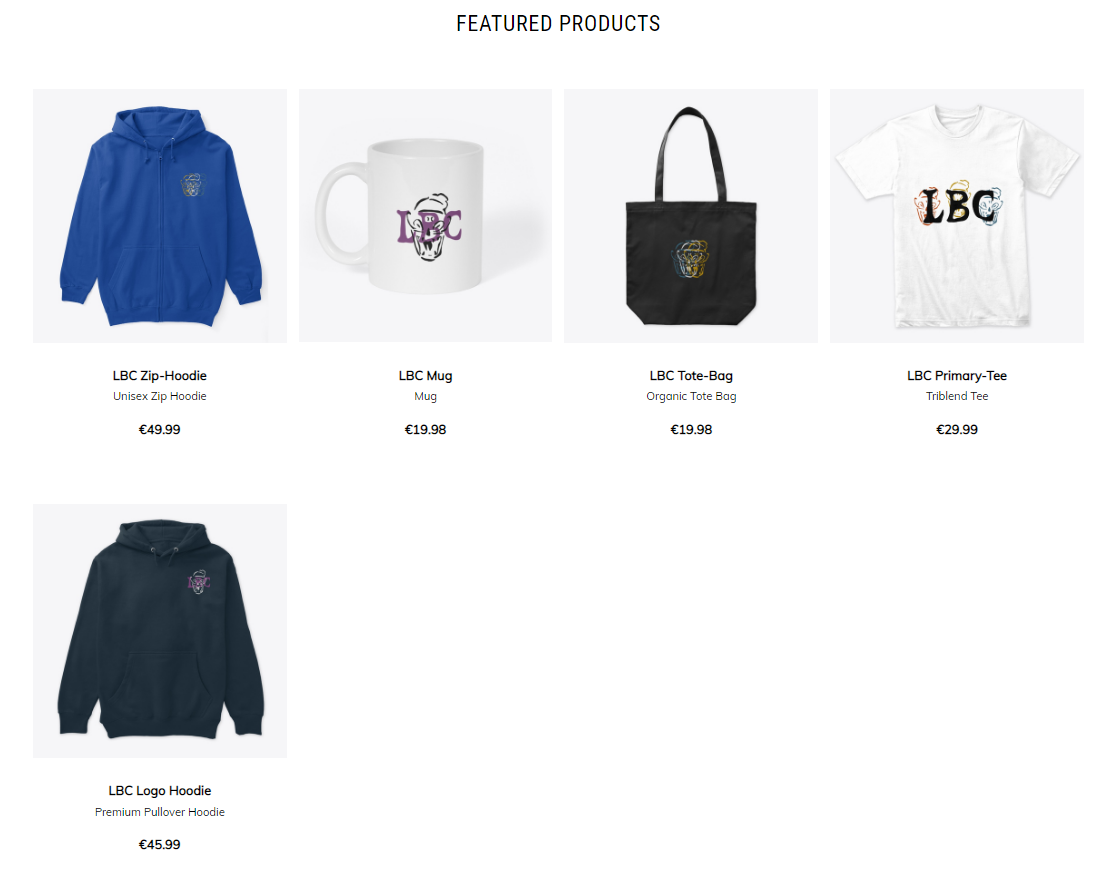 FEATURED PRODUCTS
LBC
LBC
LBC Zip-Hoodie
Unisex Zip Hoodie
€49.99
LBC Mug
Mug
€19.98
LBC Tote-Bag
Organic Tote Bag
€19.98
LBC Primary-Tee
Triblend Tee
€29.99
LBC
LBC Logo Hoodie
Premium Pullover Hoodie
€45.99